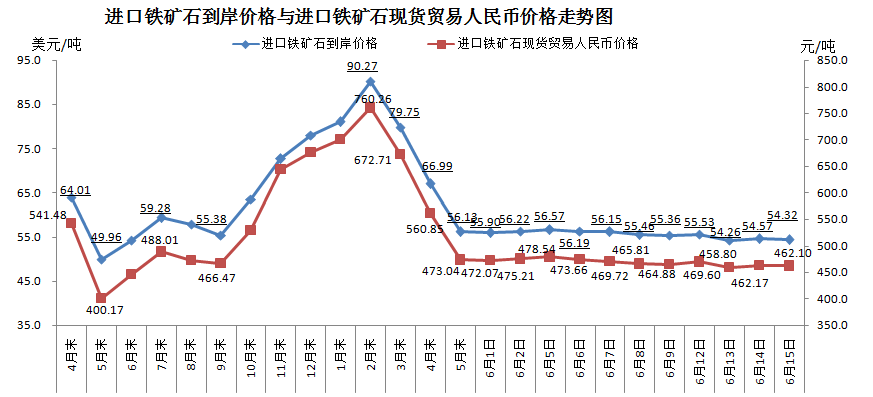 进口铁矿石到岸价格与进口铁矿石现货贸易人民币价格走势图
美元/吨
元/吨
进口铁矿石到岸价格
进口铁矿石现货贸易人民币价格
95.0
85.0
75.0
65.0
55.0
45.0
35.0
850.0
800.0
750.0
700.0
650.0
600.0
550.0
500.0
450.0
400.0
350.0
64.01
49.96
59.28
55.38
90.27
79.75
66.99
56.13
55.90
56.22
56.57
56.19
56.15
55.46
55.36
55.53
54.26
54.57
54.32
541.48
400.17
488.01
466.47
760.26
672.71
560.85
473.04
472.07
475.21
478.54
473.66
469.72
465.81
464.88
469.60
458.80
462.17
462.10
4月末
5月末
6月末
7月末
8月末
9月末
10月末
11月末
12月末
1月末
2月末
3月末
4月末
5月末
6月1日
6月2日
6月5日
6月6日
6月7日
6月8日
6月9日
6月12日
6月13日
6月14日
6月15日